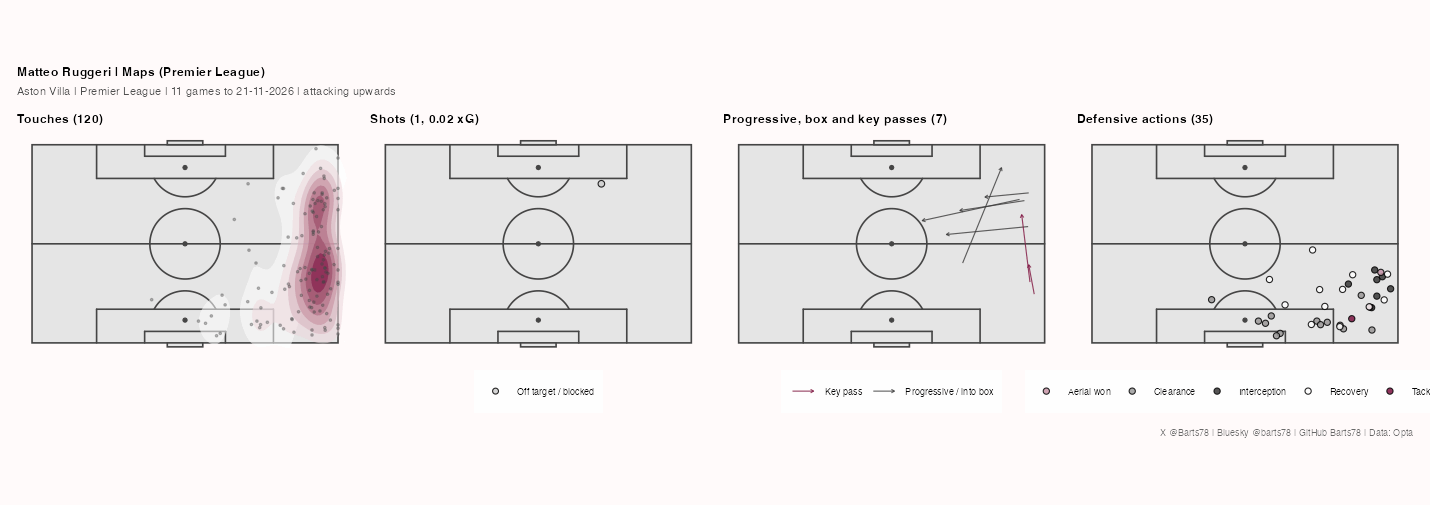 Matteo Ruggeri | Maps (Premier League)
Aston Villa | Premier League | 11 games to 21-11-2026 | attacking upwards
Touches (120)
Shots (1, 0.02 xG)
Progressive, box and key passes (7)
Defensive actions (35)
Off target / blocked
Key pass
Progressive / into box
Aerial won
Clearance
Interception
Recovery
Tack
X @Barts78 | Bluesky @barts78 | GitHub Barts78 | Data: Opta